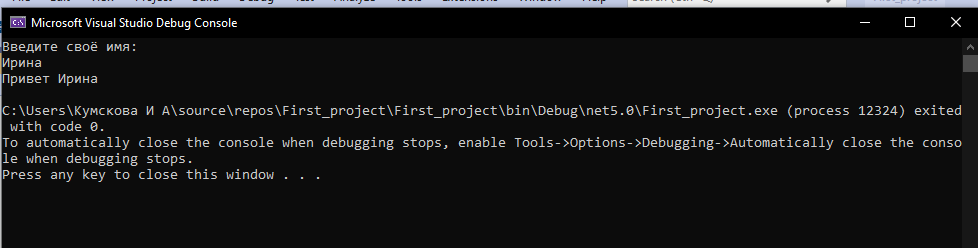 Microsoft Visual Studio Debug Console
Введите своё имя:
Ирина
Привет Ирина
C:\Users\Кумскова И А\source\repos\First_project\First_project\bin\Debug\net5.0\First_project.exe (process 12324) exited
with code 0.
To automatically close the console when debugging stops, enable Tools->Options->Debugging->Automatically close the conso
le when debugging stops.
Press any key to close this window . . .